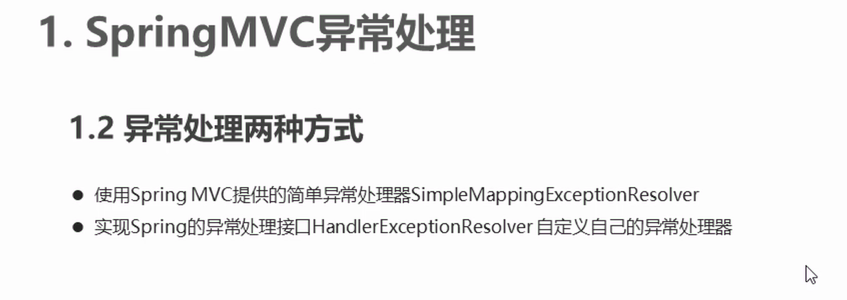 1. SpringMVC异常处理
1.2 异常处理两种方式
● 使用Spring MVC提供的简单异常处理器SimpleMappingExceptionResolver
● 实现Spring的异常处理接口HandlerExceptionResolver 自定义自己的异常处理器